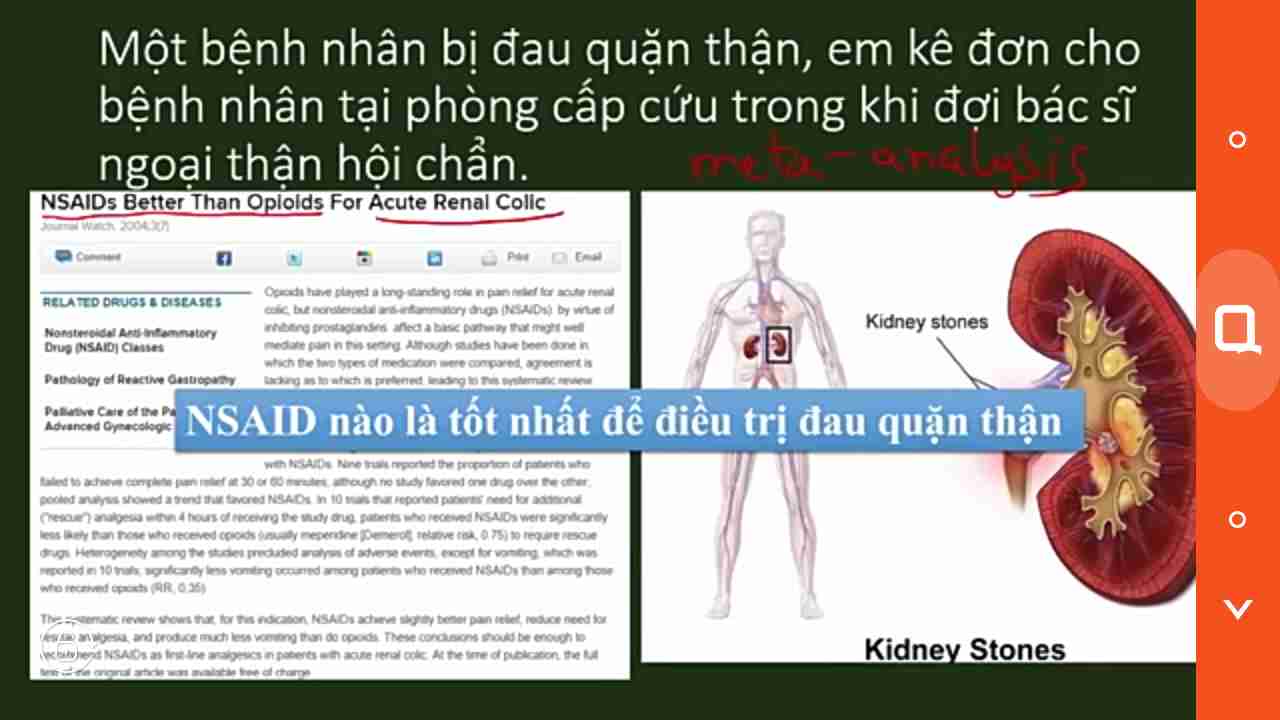 Một bệnh nhân bị đau quặn thận, em kê đơn cho
bệnh nhân tại phòng cấp cứu trong khi đợi bác sĩ
ngoại thận hội chẩn.
meta-analysis
NSAIDs Better Than Opioids For Acute Renal Colic
Journal Watch. 2004;3(7)
Comment
Print
Email
RELATED DRUGS & DISEASES
Nonsteroidal Anti-Inflammatory
Drug (NSAID) Classes
Pathology of Reactive Gastropathy
Palliative Care of the Pa
Advanced Gynecologic
Opioids have played a long-standing role in pain relief for acute renal
colic, but nonsteroidal anti-inflammatory drugs (NSAIDs). by virtue of
inhibiting prostaglandins. affect a basic pathway that might well
mediate pain in this setting. Although studies have been done in
which the two types of medication were compared, agreement is
lacking as to which is preferred, leading to this systematic review
NSAID nào là tốt nhất để điều trị đau quặn thận
with NSAIDs. Nine trials reported the proportion of patients who
failed to achieve complete pain relief at 30 or 60 minutes, although no study favored one drug over the other;
pooled analysis showed a trend that favored NSAIDs. In 10 trials that reported patients' need for additional
("rescue") analgesia within 4 hours of receiving the study drug, patients who received NSAIDs were significantly
less likely than those who received opioids (usually meperidine [Demerol]; relative risk, 0.75) to require rescue
drugs. Heterogeneity among the studies precluded analysis of adverse events, except for vomiting, which was
reported in 10 trials; significantly less vomiting occurred among patients who received NSAIDs than among those
who received opioids (RR, 0.35)
systematic review shows that, for this indication, NSAIDs achieve slightly better pain relief, reduce need for
analgesia, and produce much less vomiting than do opioids. These conclusions should be enough to
NSAIDs as first-line analgesics in patients with acute renal colic. At the time of publication, the full
original article was available free of charge
Kidney stones
Kidney Stones